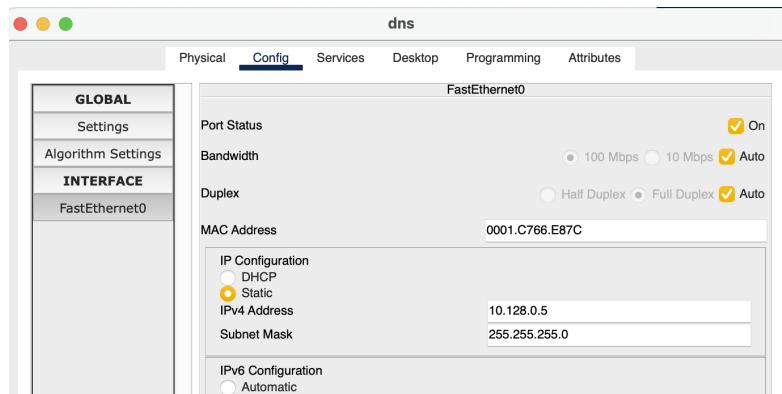 dns
Physical Config Services Desktop Programming Attributes
GLOBAL
Settings
Algorithm Settings
INTERFACE
FastEthernet0
FastEthernet0
Port Status On
Bandwidth 100 Mbps 10 Mbps Auto
Duplex Half Duplex Full Duplex Auto
MAC Address 0001.C766.E87C
IP Configuration
DHCP
Static
IPv4 Address 10.128.0.5
Subnet Mask 255.255.255.0
IPv6 Configuration
Automatic